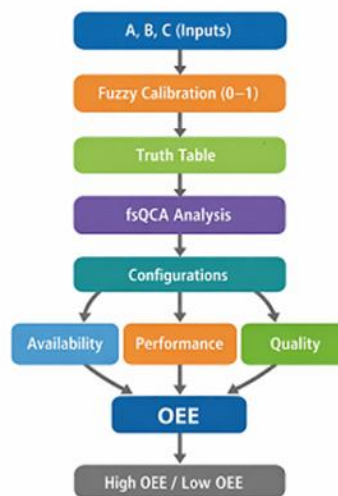 A, B, C (Inputs)
Fuzzy Calibration (0–1)
Truth Table
fsQCA Analysis
Configurations
Availability
Performance
Quality
OEE
High OEE / Low OEE